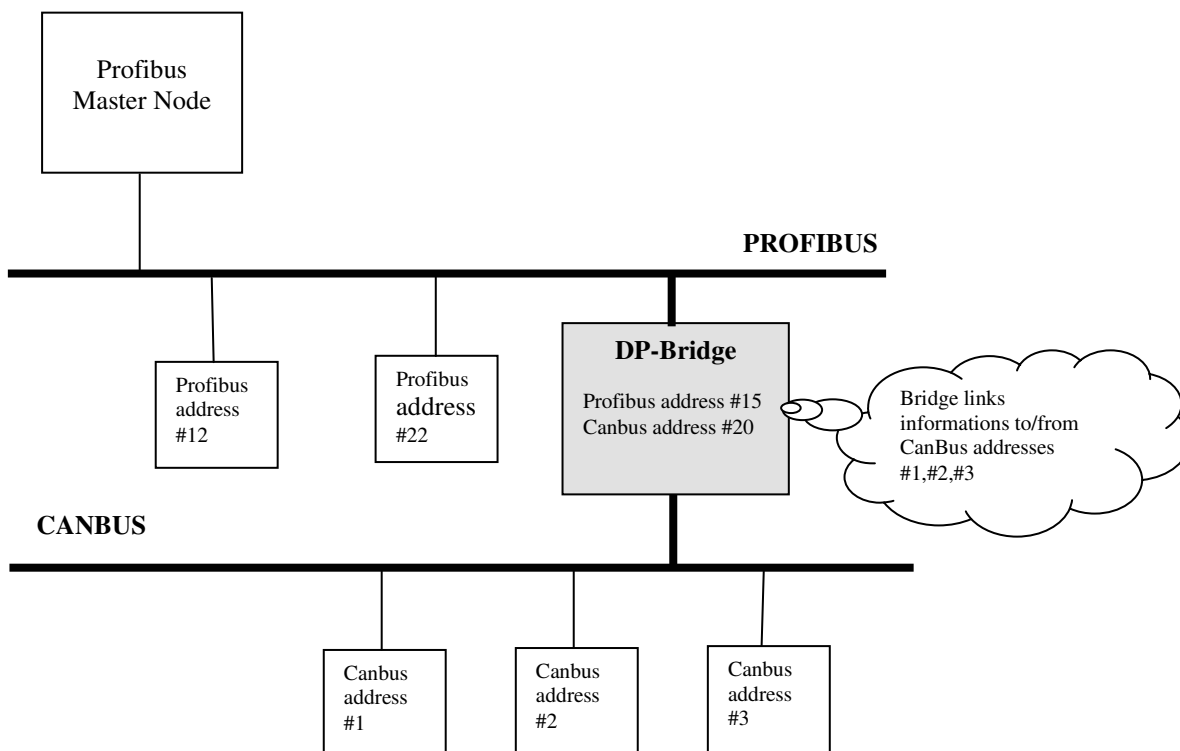 Profibus
Master Node
PROFIBUS
DP-Bridge
Profibus address #15
Canbus address #20
Profibus
address
#12
Profibus
address
#22
Bridge links
informations to/from
CanBus addresses
#1,#2,#3
CANBUS
Canbus
address
#1
Canbus
address
#2
Canbus
address
#3